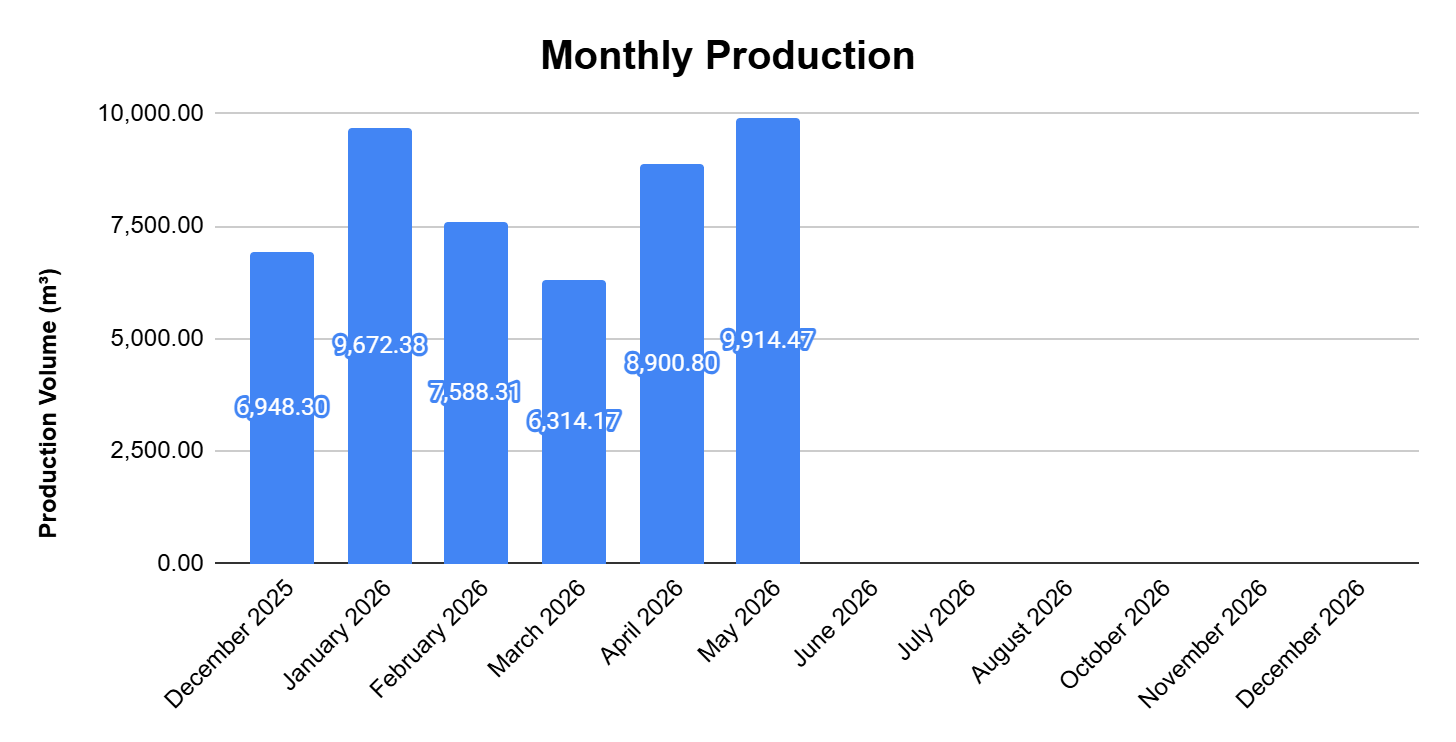 Monthly Production
Production Volume (m³)
10,000.00
7,500.00
5,000.00
2,500.00
0.00
6,948.30
9,672.38
7,588.31
6,314.17
8,900.80
9,914.47
December 2025
January 2026
February 2026
March 2026
April 2026
May 2026
June 2026
July 2026
August 2026
October 2026
November 2026
December 2026